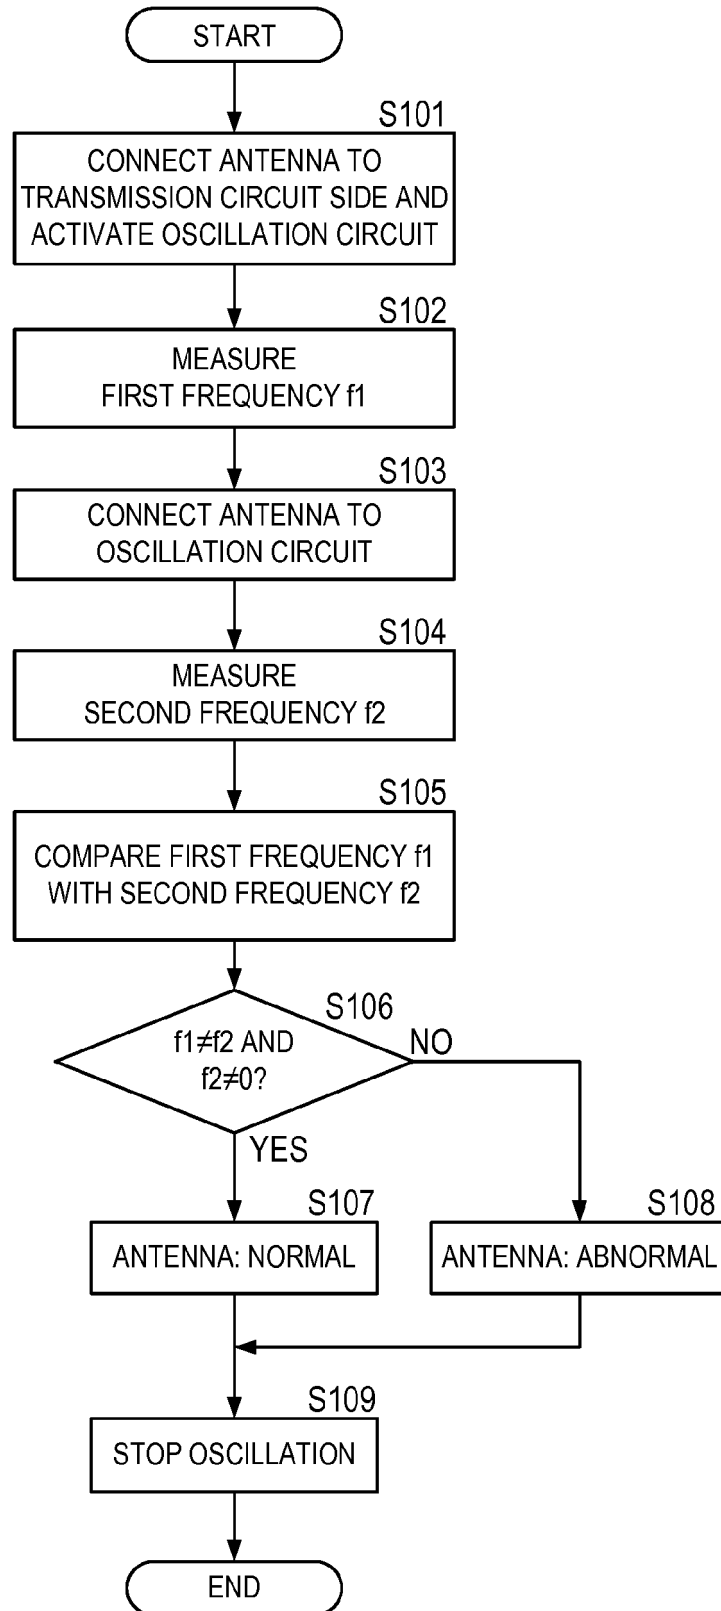 START
S101
CONNECT ANTENNA TO
TRANSMISSION CIRCUIT SIDE AND
ACTIVATE OSCILLATION CIRCUIT
S102
MEASURE
FIRST FREQUENCY f1
S103
CONNECT ANTENNA TO
OSCILLATION CIRCUIT
S104
MEASURE
SECOND FREQUENCY f2
S105
COMPARE FIRST FREQUENCY f1
WITH SECOND FREQUENCY f2
S106
f1≠f2 AND
f2≠0?
NO
YES
S107
ANTENNA: NORMAL
S108
ANTENNA: ABNORMAL
S109
STOP OSCILLATION
END